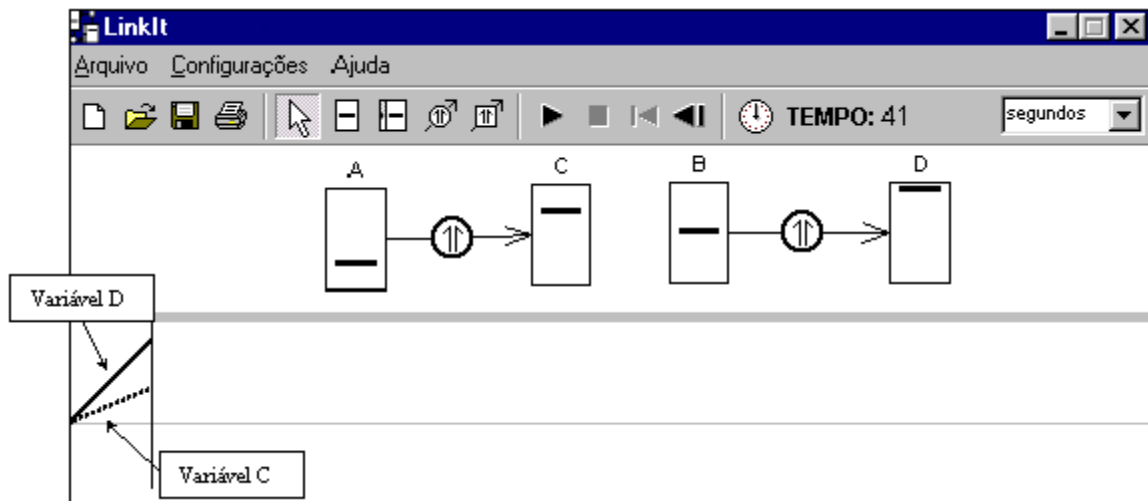 LinkIt
Arquivo Configurações Ajuda
TEMPO: 41 segundos
A C B D
Variável D
Variável C